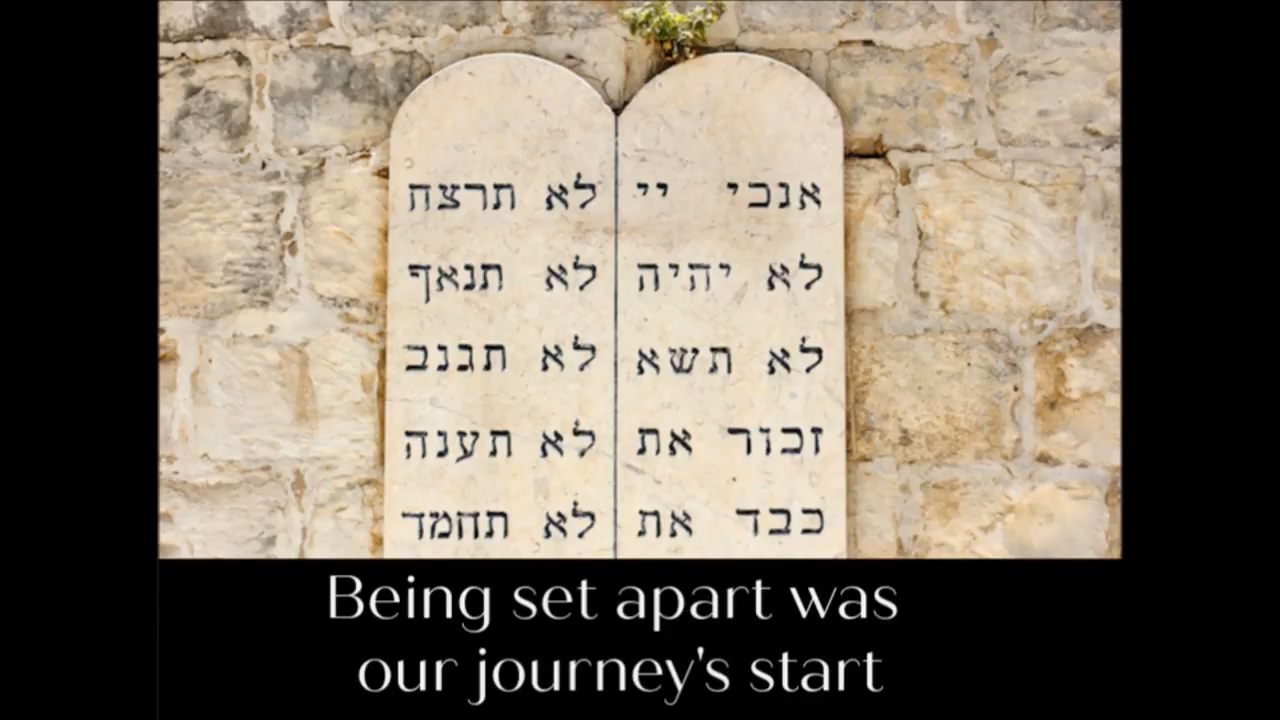 אנכי יי
לא יהיה
לא תשא
זכור את
כבד את
לא תרצח
לא תנאף
לא תגנב
לא תענה
לא תחמד
Being set apart was
our journey's start